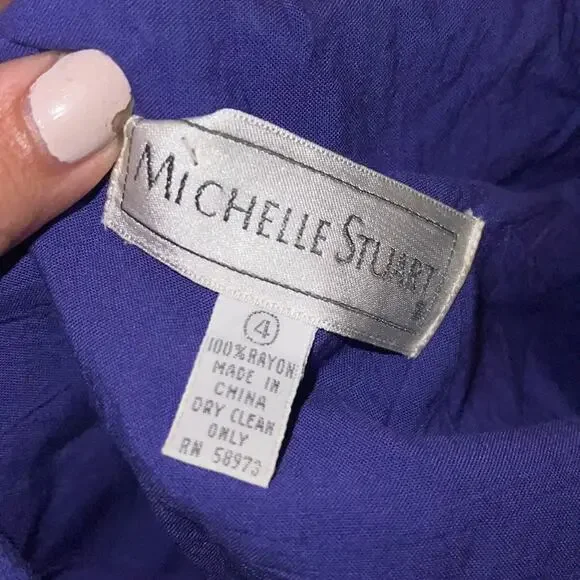 MICHELLE STUART
4
100% RAYON
MADE IN
CHINA
DRY CLEAN
ONLY
RN 58973